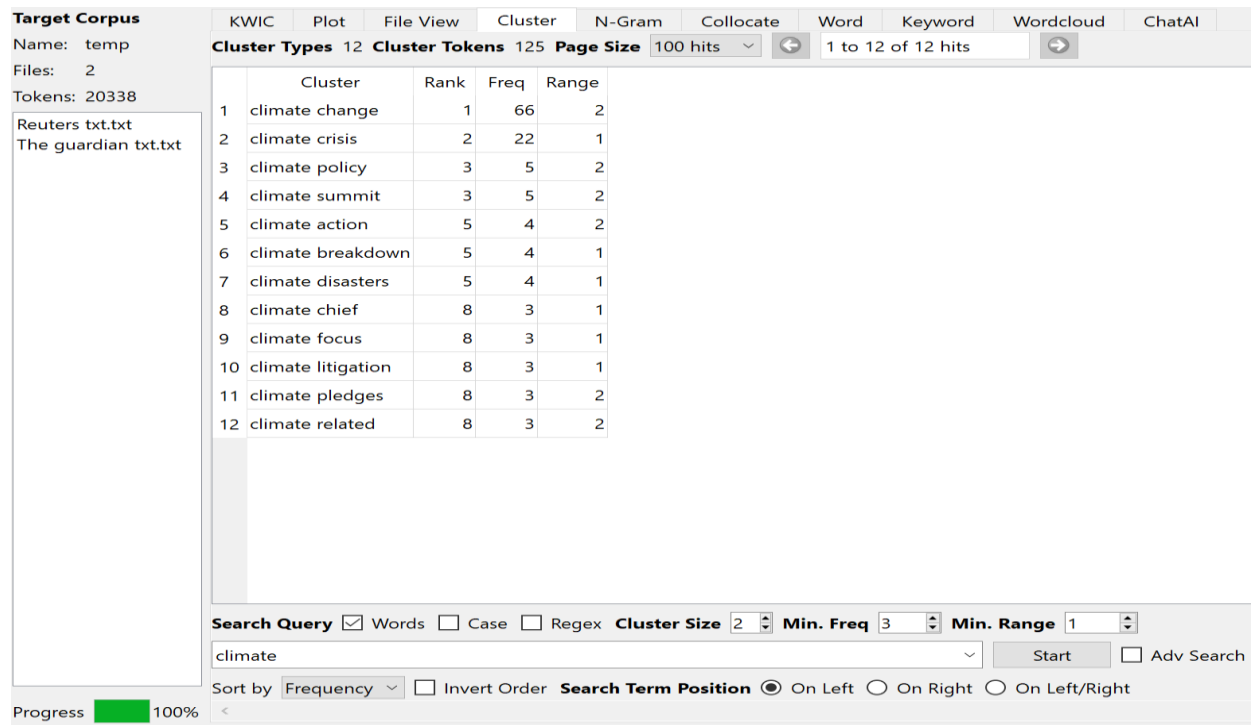 Target Corpus
Name: temp
Files: 2
Tokens: 20338
Reuters txt.txt
The guardian txt.txt
Progress 100%
KWIC Plot File View Cluster N-Gram Collocate Word Keyword Wordcloud ChatAI
Cluster Types 12 Cluster Tokens 125 Page Size 100 hits 1 to 12 of 12 hits
Cluster Rank Freq Range
1 climate change 1 66 2
2 climate crisis 2 22 1
3 climate policy 3 5 2
4 climate summit 3 5 2
5 climate action 5 4 2
6 climate breakdown 5 4 1
7 climate disasters 5 4 1
8 climate chief 8 3 1
9 climate focus 8 3 1
10 climate litigation 8 3 1
11 climate pledges 8 3 2
12 climate related 8 3 2
Search Query Words Case Regex Cluster Size 2 Min. Freq 3 Min. Range 1
climate Start Adv Search
Sort by Frequency Invert Order Search Term Position On Left On Right On Left/Right